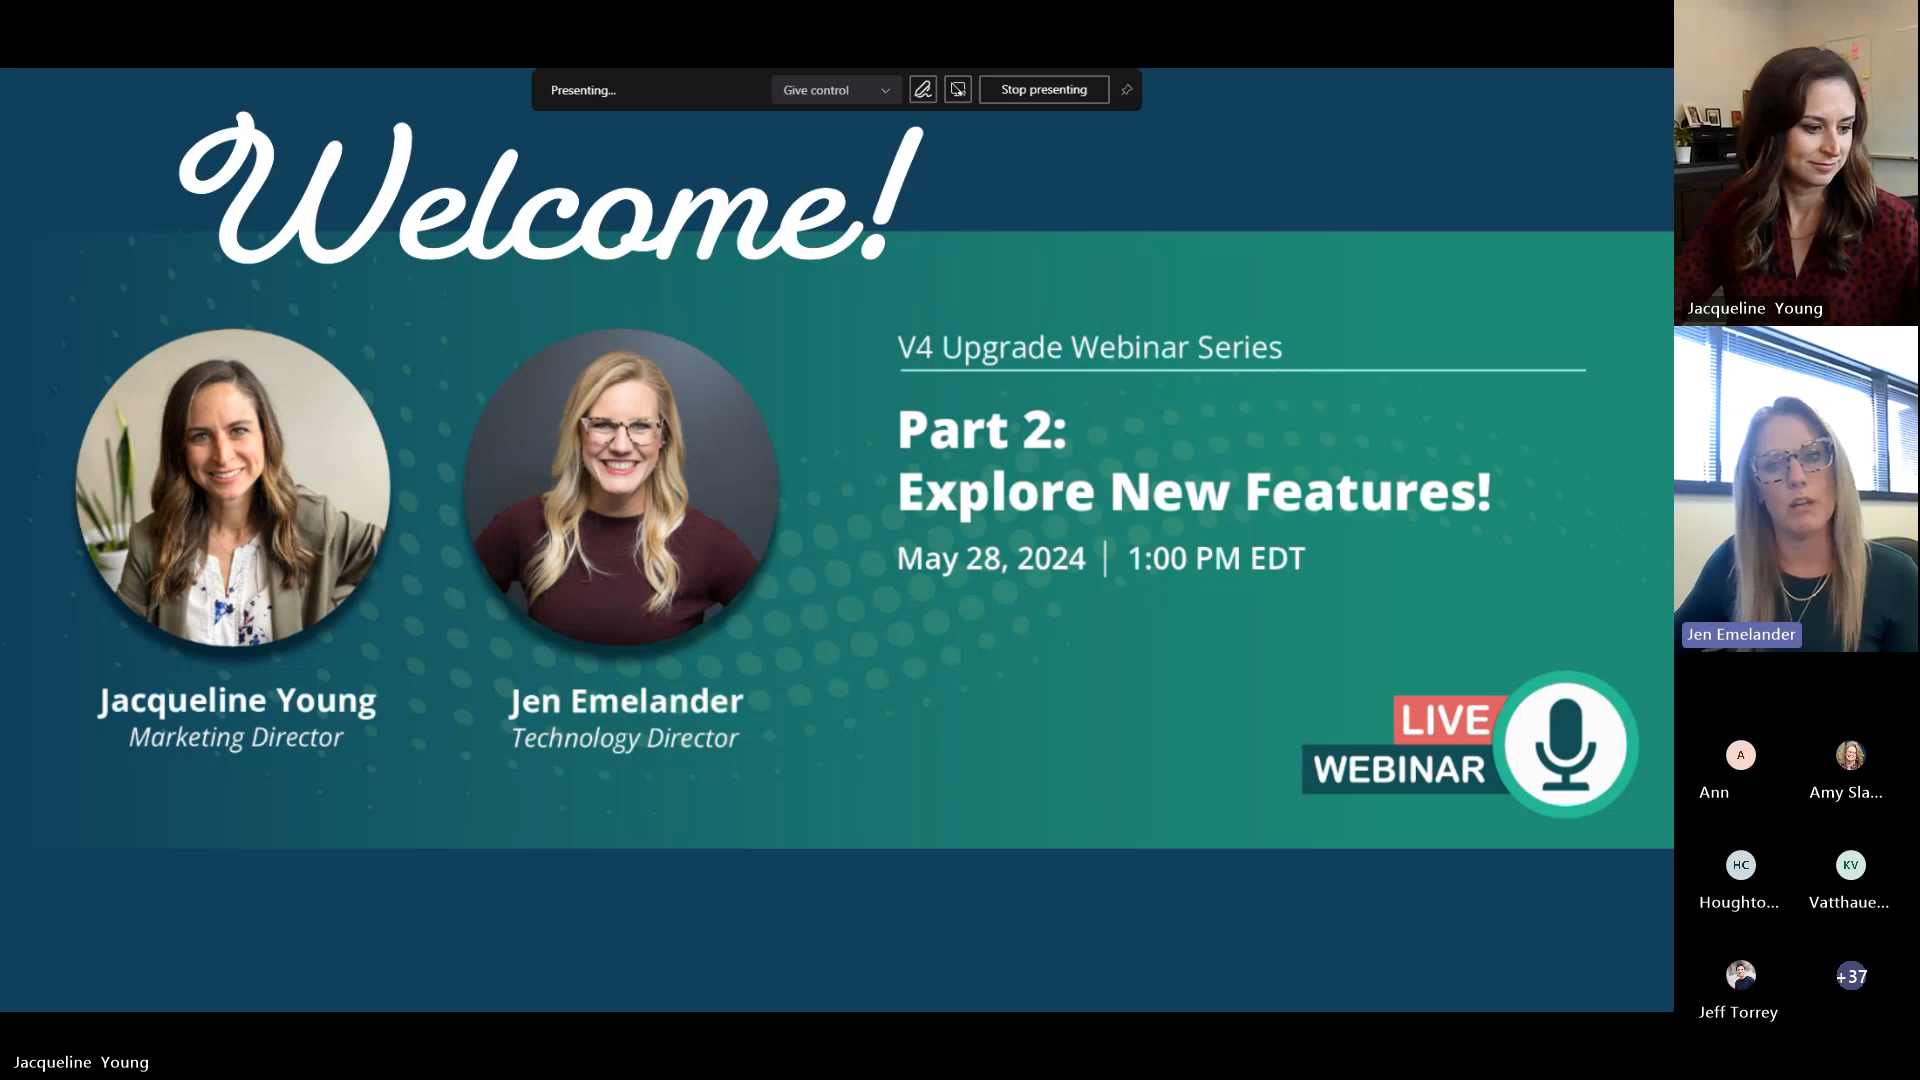 Presenting...
Give control
Stop presenting
Welcome!
V4 Upgrade Webinar Series
Part 2:
Explore New Features!
May 28, 2024 | 1:00 PM EDT
Jacqueline Young
Marketing Director
Jen Emelander
Technology Director
LIVE
WEBINAR
Jacqueline Young
Jen Emelander
A
Ann
Amy Sla...
HC
Houghto...
KV
Vatthaue...
Jeff Torrey
+37
Jacqueline Young